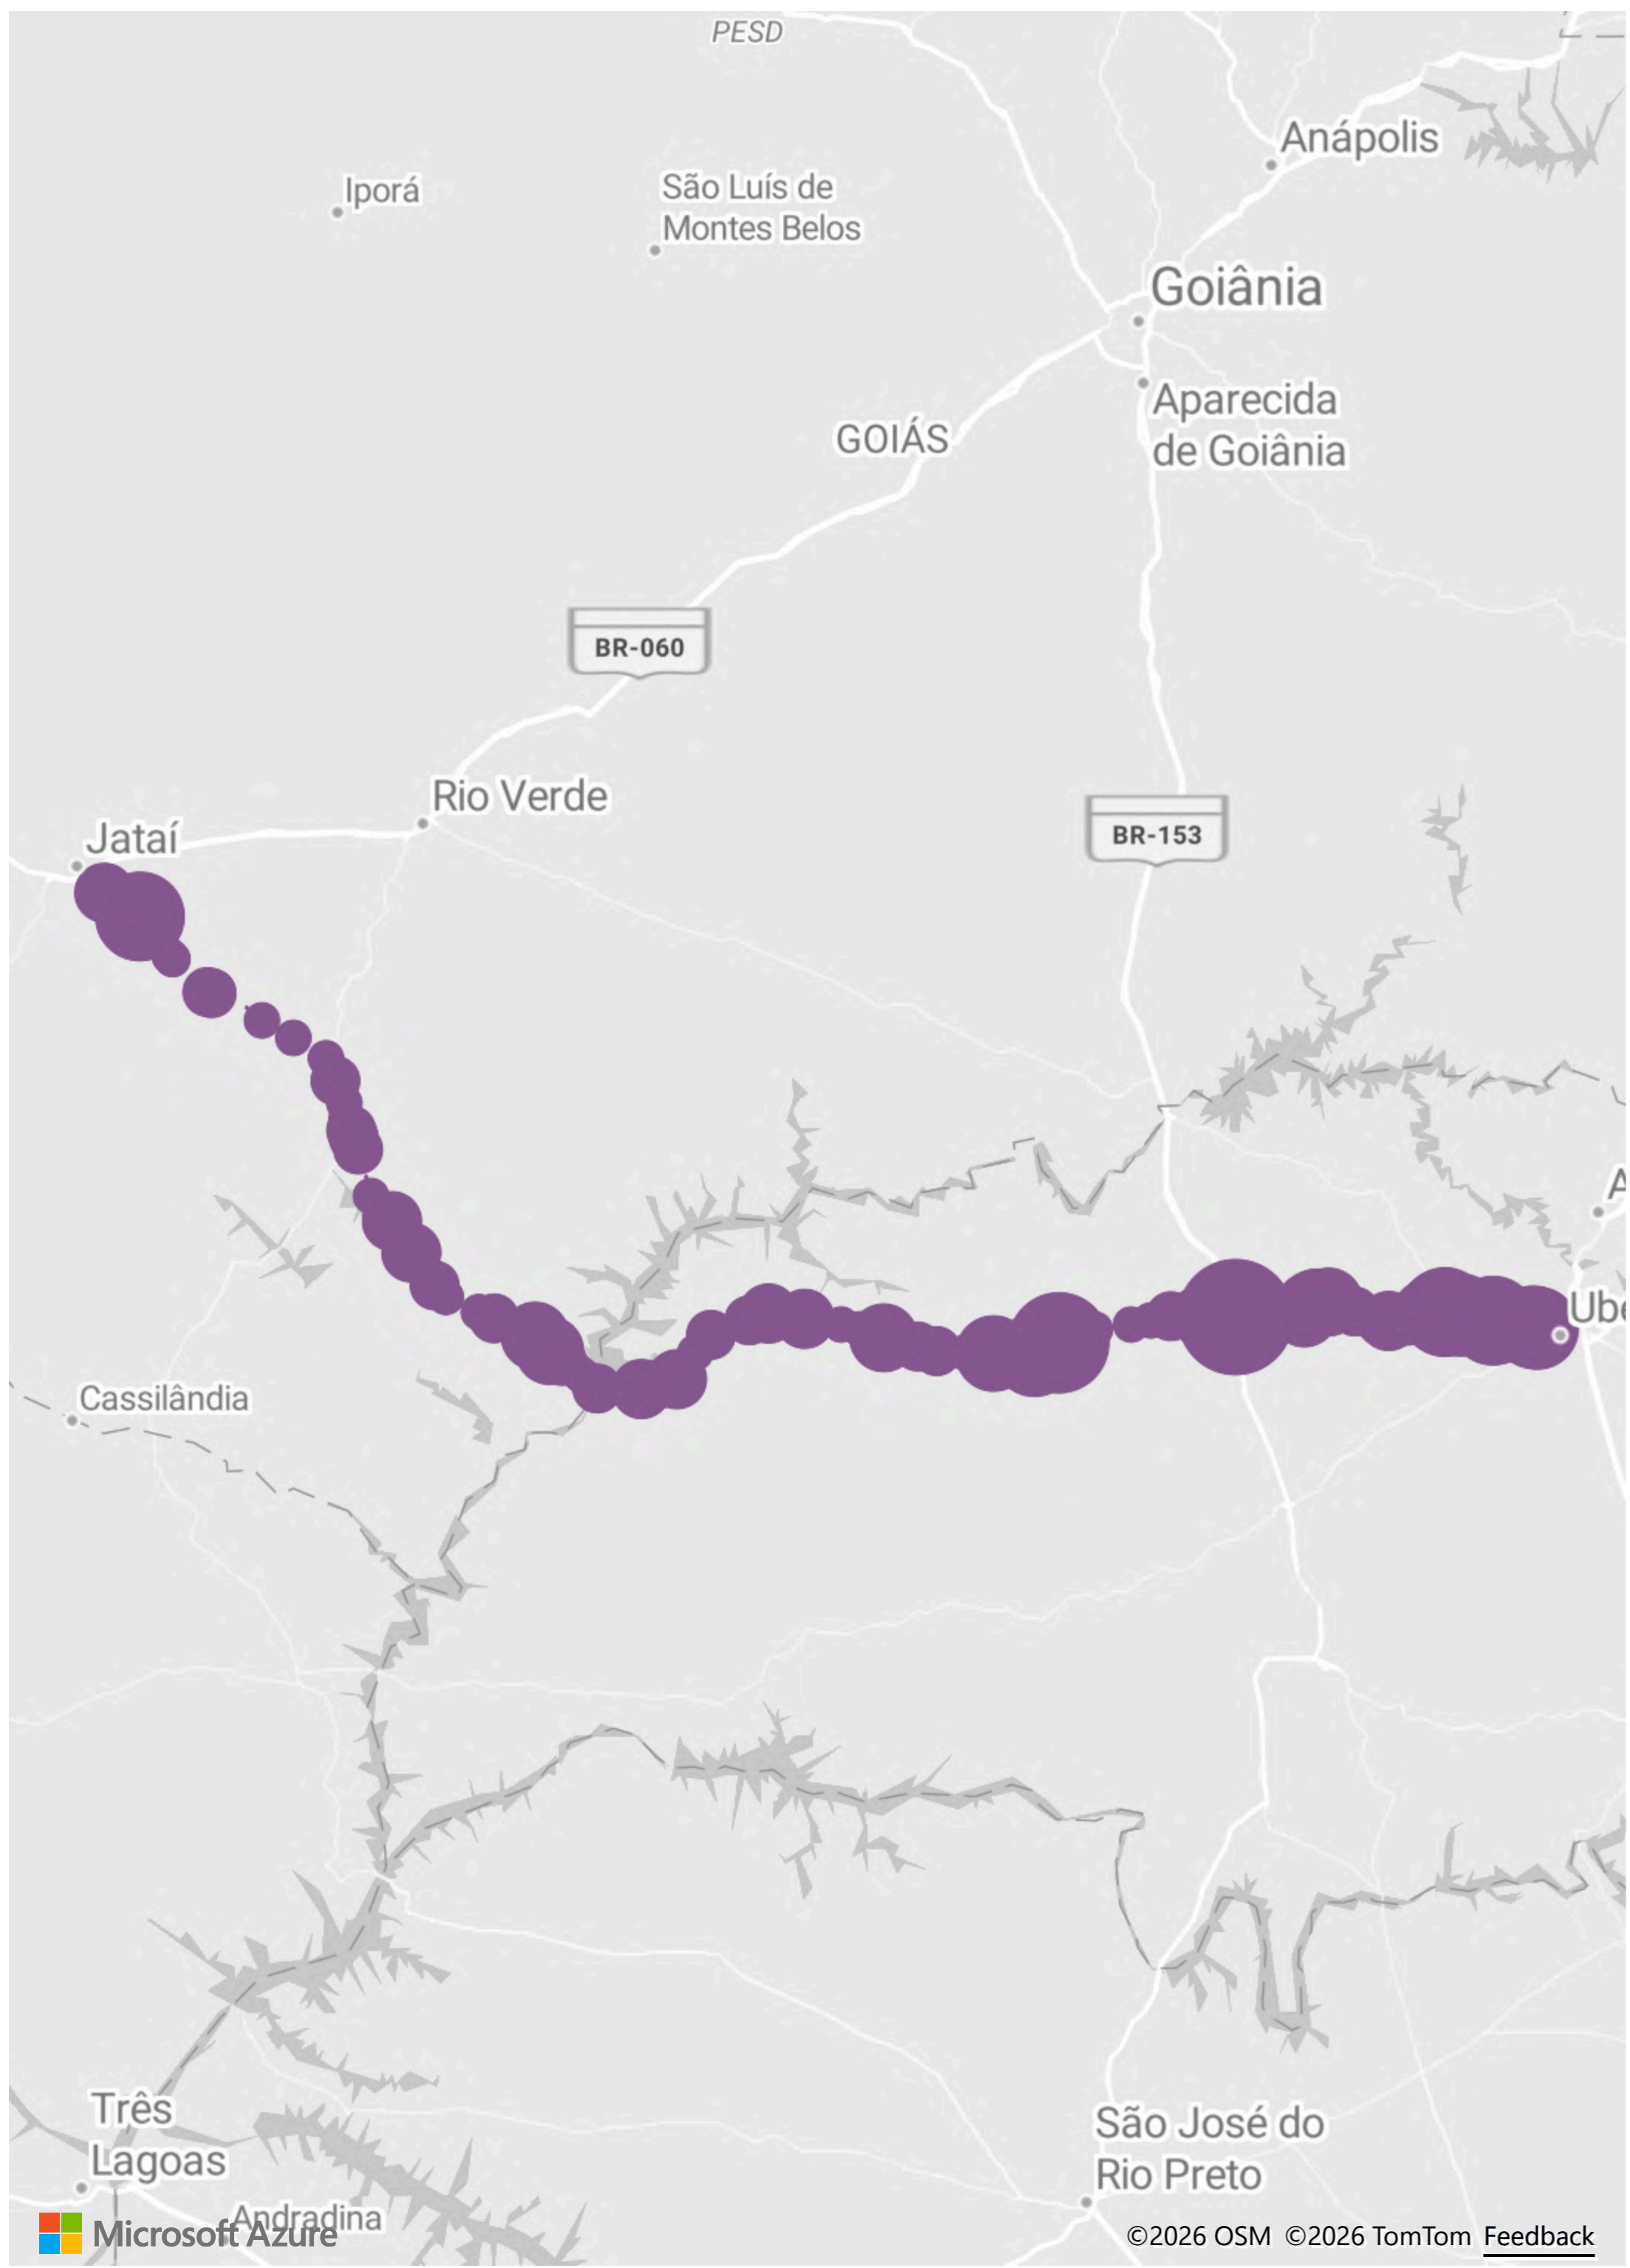 PESD
Anápolis
Iporá
São Luís de
Montes Belos
Goiânia
Aparecida
de Goiânia
GOIÁS
BR-060
Rio Verde
BR-153
Jataí
A
Ube
Cassilândia
Três
Lagoas
São José do
Rio Preto
Andradina
Microsoft Azure
©2026 OSM ©2026 TomTom Feedback